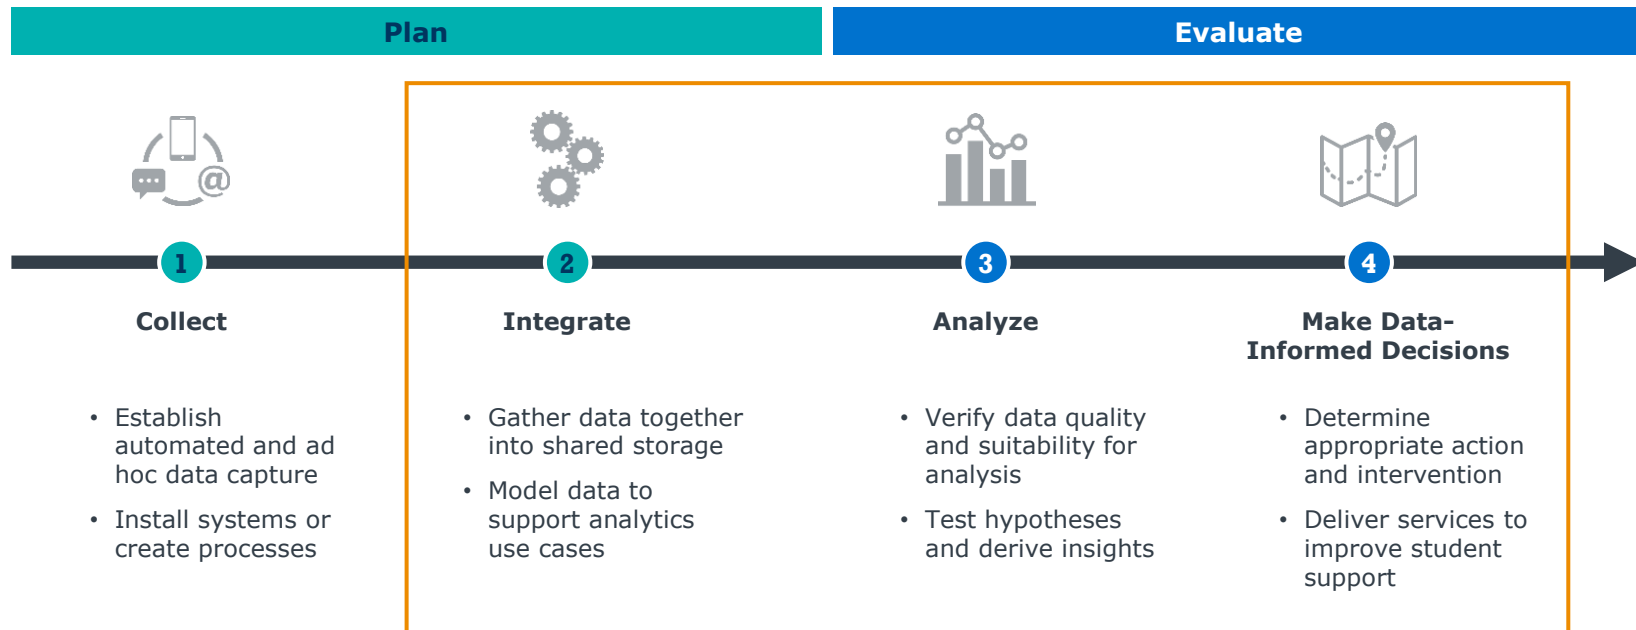 Plan
Evaluate
@
1
2
3
4
Collect
Integrate
Analyze
Make Data-
Informed Decisions
• Establish
automated and ad
hoc data capture
• Install systems or
create processes
• Gather data together
into shared storage
• Model data to
support analytics
use cases
• Verify data quality
and suitability for
analysis
• Test hypotheses
and derive insights
• Determine
appropriate action
and intervention
• Deliver services to
improve student
support